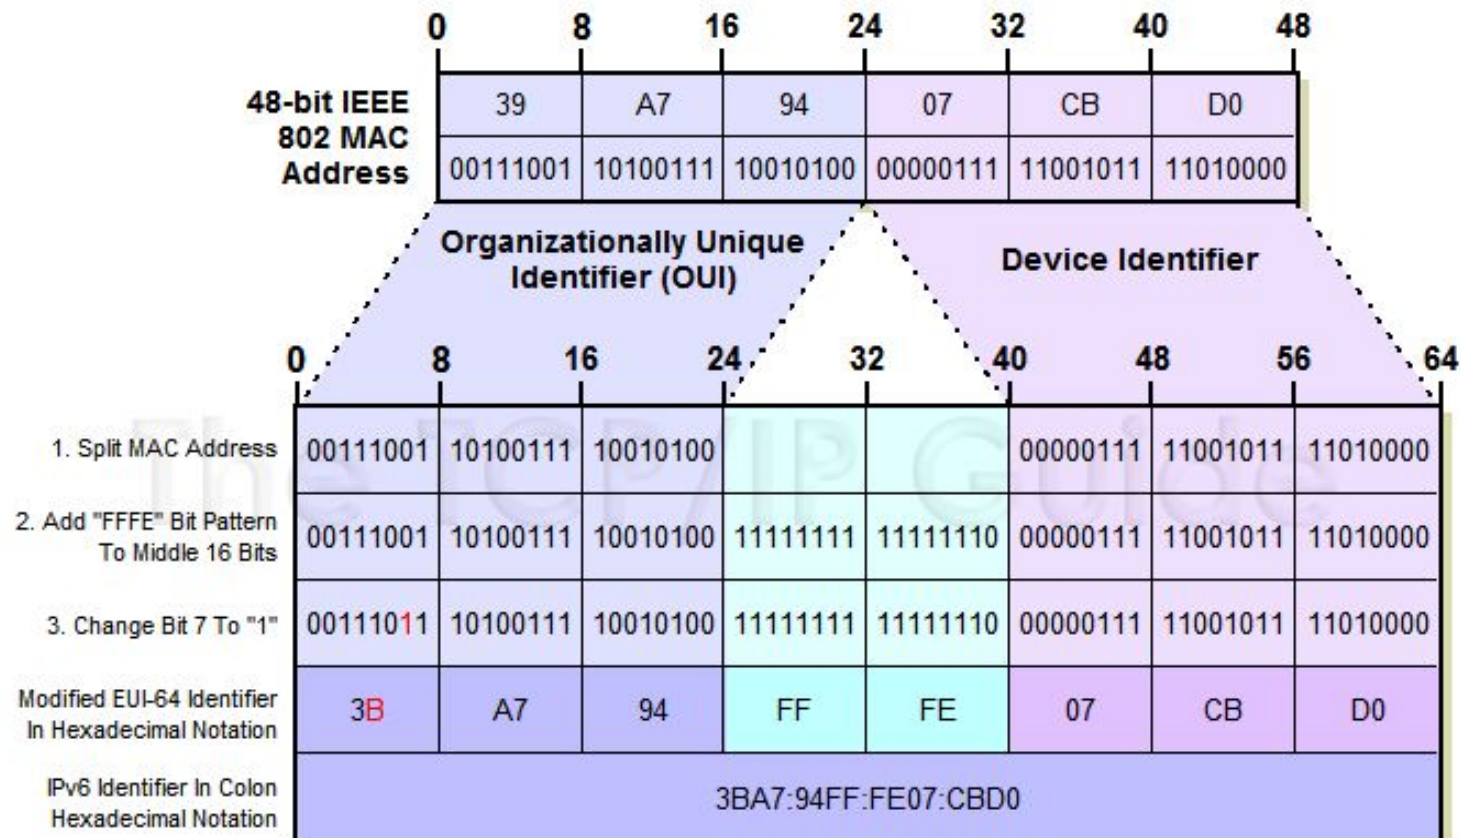 0 8 16 24 32 40 48
48-bit IEEE
802 MAC
Address
39 A7 94 07 CB D0
00111001 10100111 10010100 00000111 11001011 11010000
Organizationally Unique
Identifier (OUI)
Device Identifier
0 8 16 24 32 40 48 56 64
The TCP/IP Guide
1. Split MAC Address
00111001 10100111 10010100 00000111 11001011 11010000
2. Add "FFFE" Bit Pattern
To Middle 16 Bits
00111001 10100111 10010100 11111111 11111110 00000111 11001011 11010000
3. Change Bit 7 To "1"
00111011 10100111 10010100 11111111 11111110 00000111 11001011 11010000
Modified EUI-64 Identifier
In Hexadecimal Notation
3B A7 94 FF FE 07 CB D0
IPv6 Identifier In Colon
Hexadecimal Notation
3BA7:94FF:FE07:CBD0